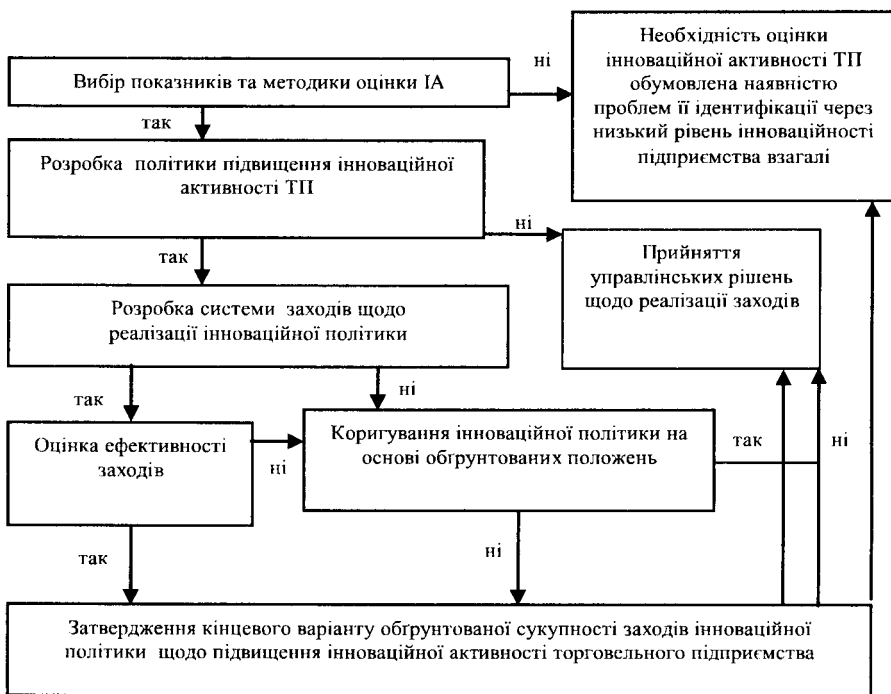 Необхідність оцінки
інноваційної активності ТП
обумовлена наявністю
проблем її ідентифікації через
низький рівень інноваційності
підприємства взагалі
ні
Вибір показників та методики оцінки ІА
так
Розробка політики підвищення інноваційної
активності ТП
ні
так
Прийняття
управлінських рішень
щодо реалізації заходів
Розробка системи заходів щодо
реалізації інноваційної політики
так
ні
Оцінка ефективності
заходів
ні
Коригування інноваційної політики на
основі обґрунтованих положень
так
ні
так
ні
Затвердження кінцевого варіанту обґрунтованої сукупності заходів інноваційної
політики щодо підвищення інноваційної активності торговельного підприємства